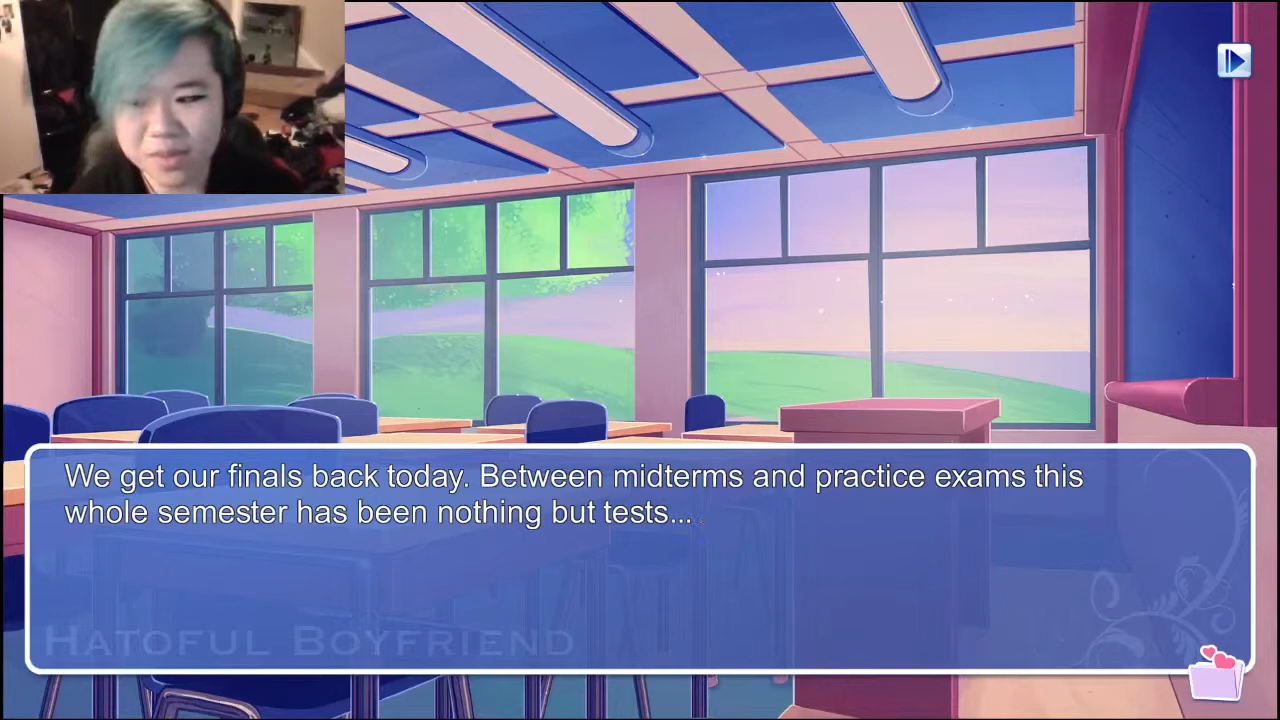 We get our finals back today. Between midterms and practice exams this
whole semester has been nothing but tests...
HATOFUL BOYFRIEND